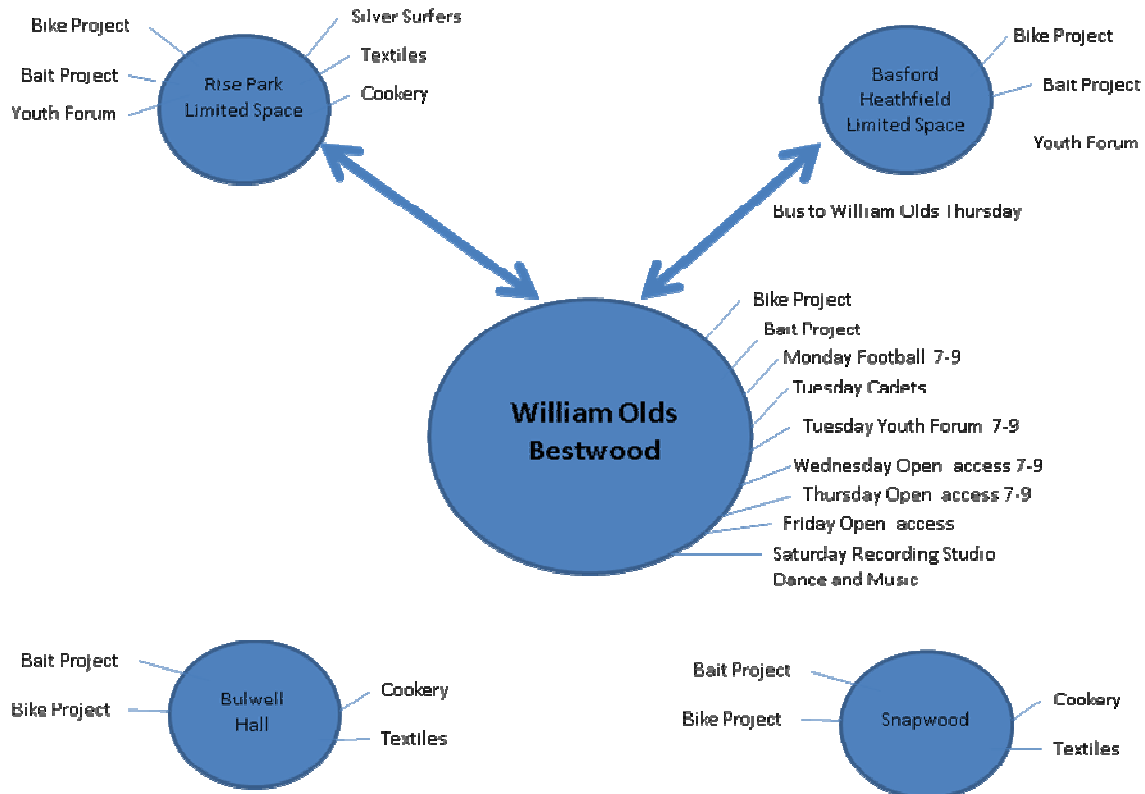 Bike Project
Bait Project
Youth Forum
Rise Park
Limited Space
Silver Surfers
Textiles
Cookery
Basford
Heathfield
Limited Space
Bike Project
Bait Project
Youth Forum
Bus to William Olds Thursday
William Olds
Bestwood
Bike Project
Bait Project
Monday Football 7-9
Tuesday Cadets
Tuesday Youth Forum 7-9
Wednesday Open access 7-9
Thursday Open access 7-9
Friday Open access
Saturday Recording Studio
Dance and Music
Bait Project
Bike Project
Bulwell
Hall
Cookery
Textiles
Bait Project
Bike Project
Snapwood
Cookery
Textiles